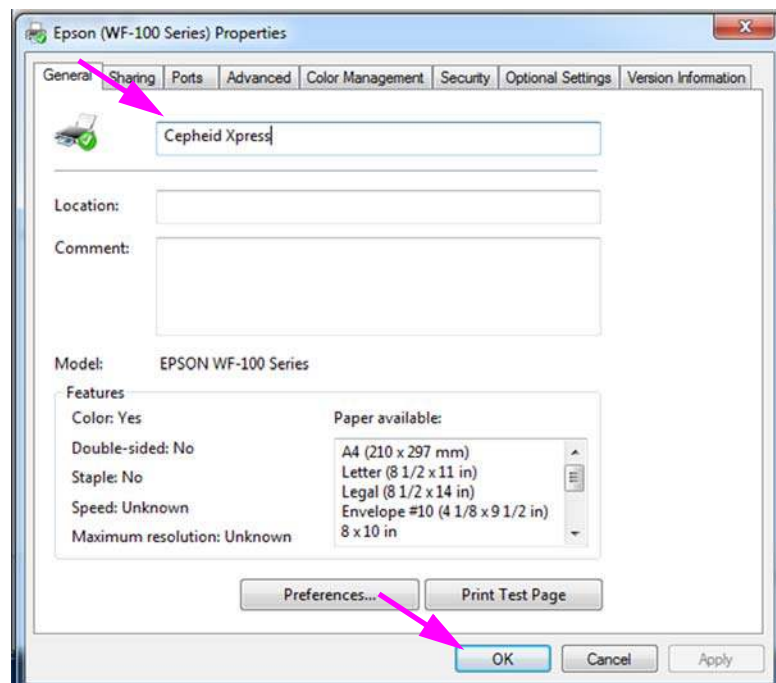 Epson (WF-100 Series) Properties
General Sharing Ports Advanced Color Management Security Optional Settings Version Information
Cepheid Xpress
Location:
Comment:
Model: EPSON WF-100 Series
Features
Color: Yes
Double-sided: No
Staple: No
Speed: Unknown
Maximum resolution: Unknown
Paper available:
A4 (210 x 297 mm)
Letter (8 1/2 x 11 in)
Legal (8 1/2 x 14 in)
Envelope #10 (4 1/8 x 9 1/2 in)
8 x 10 in
Preferences... Print Test Page
OK Cancel Apply